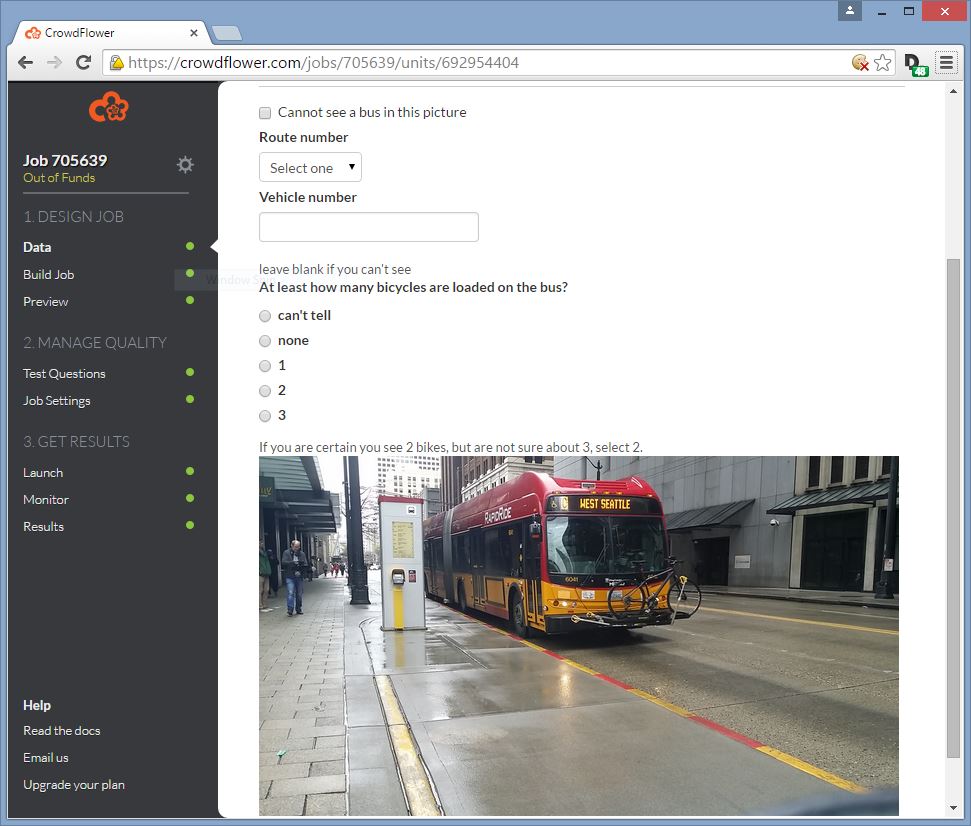 CrowdFlower
https://crowdflower.com/jobs/705639/units/692954404
48
Job 705639
Out of Funds
1. DESIGN JOB
Data
Build Job
Preview
2. MANAGE QUALITY
Test Questions
Job Settings
3. GET RESULTS
Launch
Monitor
Results
Help
Read the docs
Email us
Upgrade your plan
Cannot see a bus in this picture
Route number
Select one
Vehicle number
leave blank if you can't see
At least how many bicycles are loaded on the bus?
can't tell
none
1
2
3
If you are certain you see 2 bikes, but are not sure about 3, select 2.
RAPIDRIDE
C WEST SEATTLE
6041